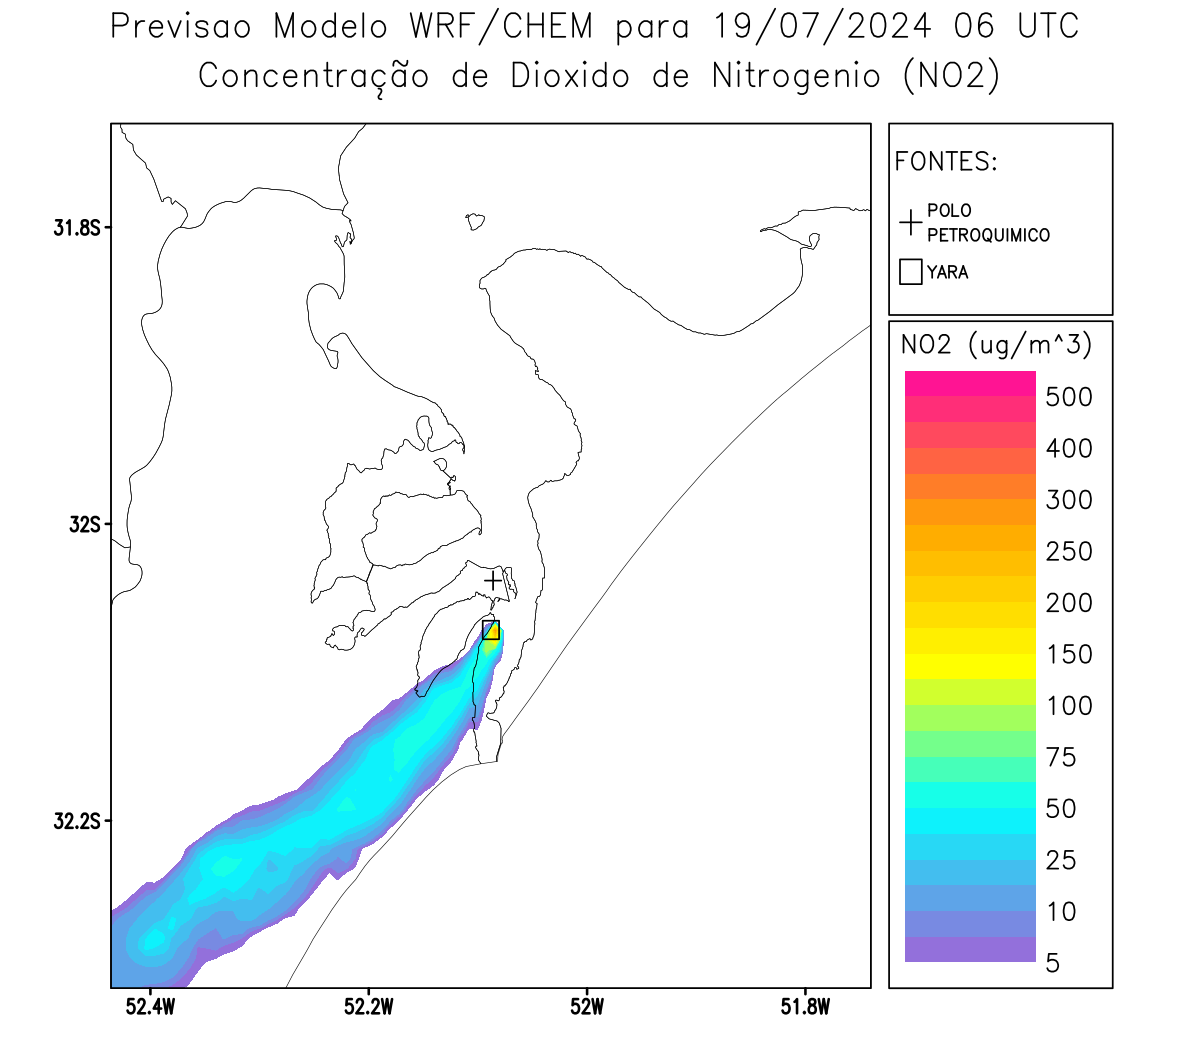 Previsao Modelo WRF/CHEM para 19/07/2024 06 UTC
Concentração de Dioxido de Nitrogenio (NO2)
FONTES:
POLO
PETROQUIMICO
YARA
31.8S
32S
32.2S
52.4W
52.2W
52W
51.8W
NO2 (ug/m^3)
500
400
300
250
200
150
100
75
50
25
10
5